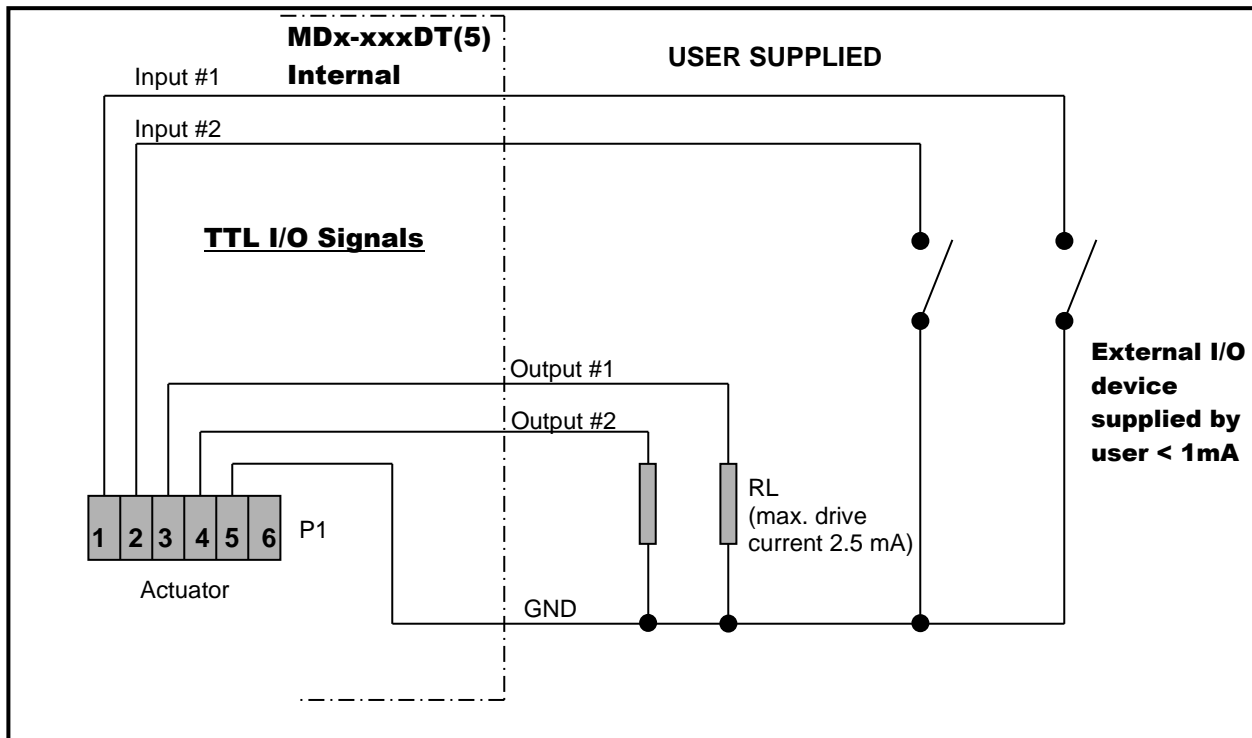 MDx-xxxDT(5)
Internal
USER SUPPLIED
Input #1
Input #2
TTL I/O Signals
Output #1
Output #2
External I/O
device
supplied by
user < 1mA
RL
(max. drive
current 2.5 mA)
1 2 3 4 5 6
P1
Actuator
GND